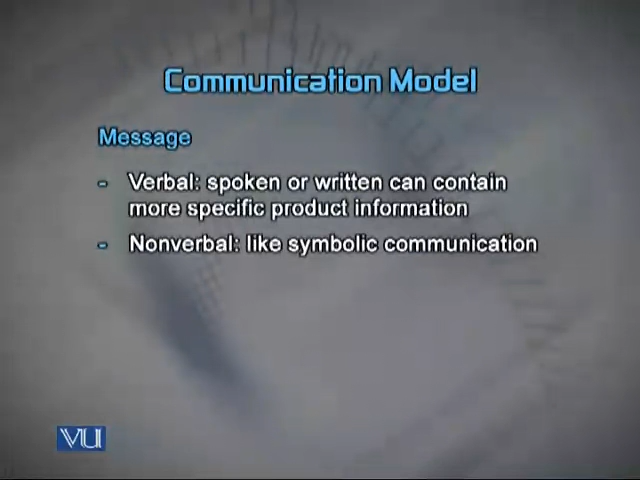 Communication Model
Message
- Verbal: spoken or written can contain
more specific product information
- Nonverbal: like symbolic communication
VU